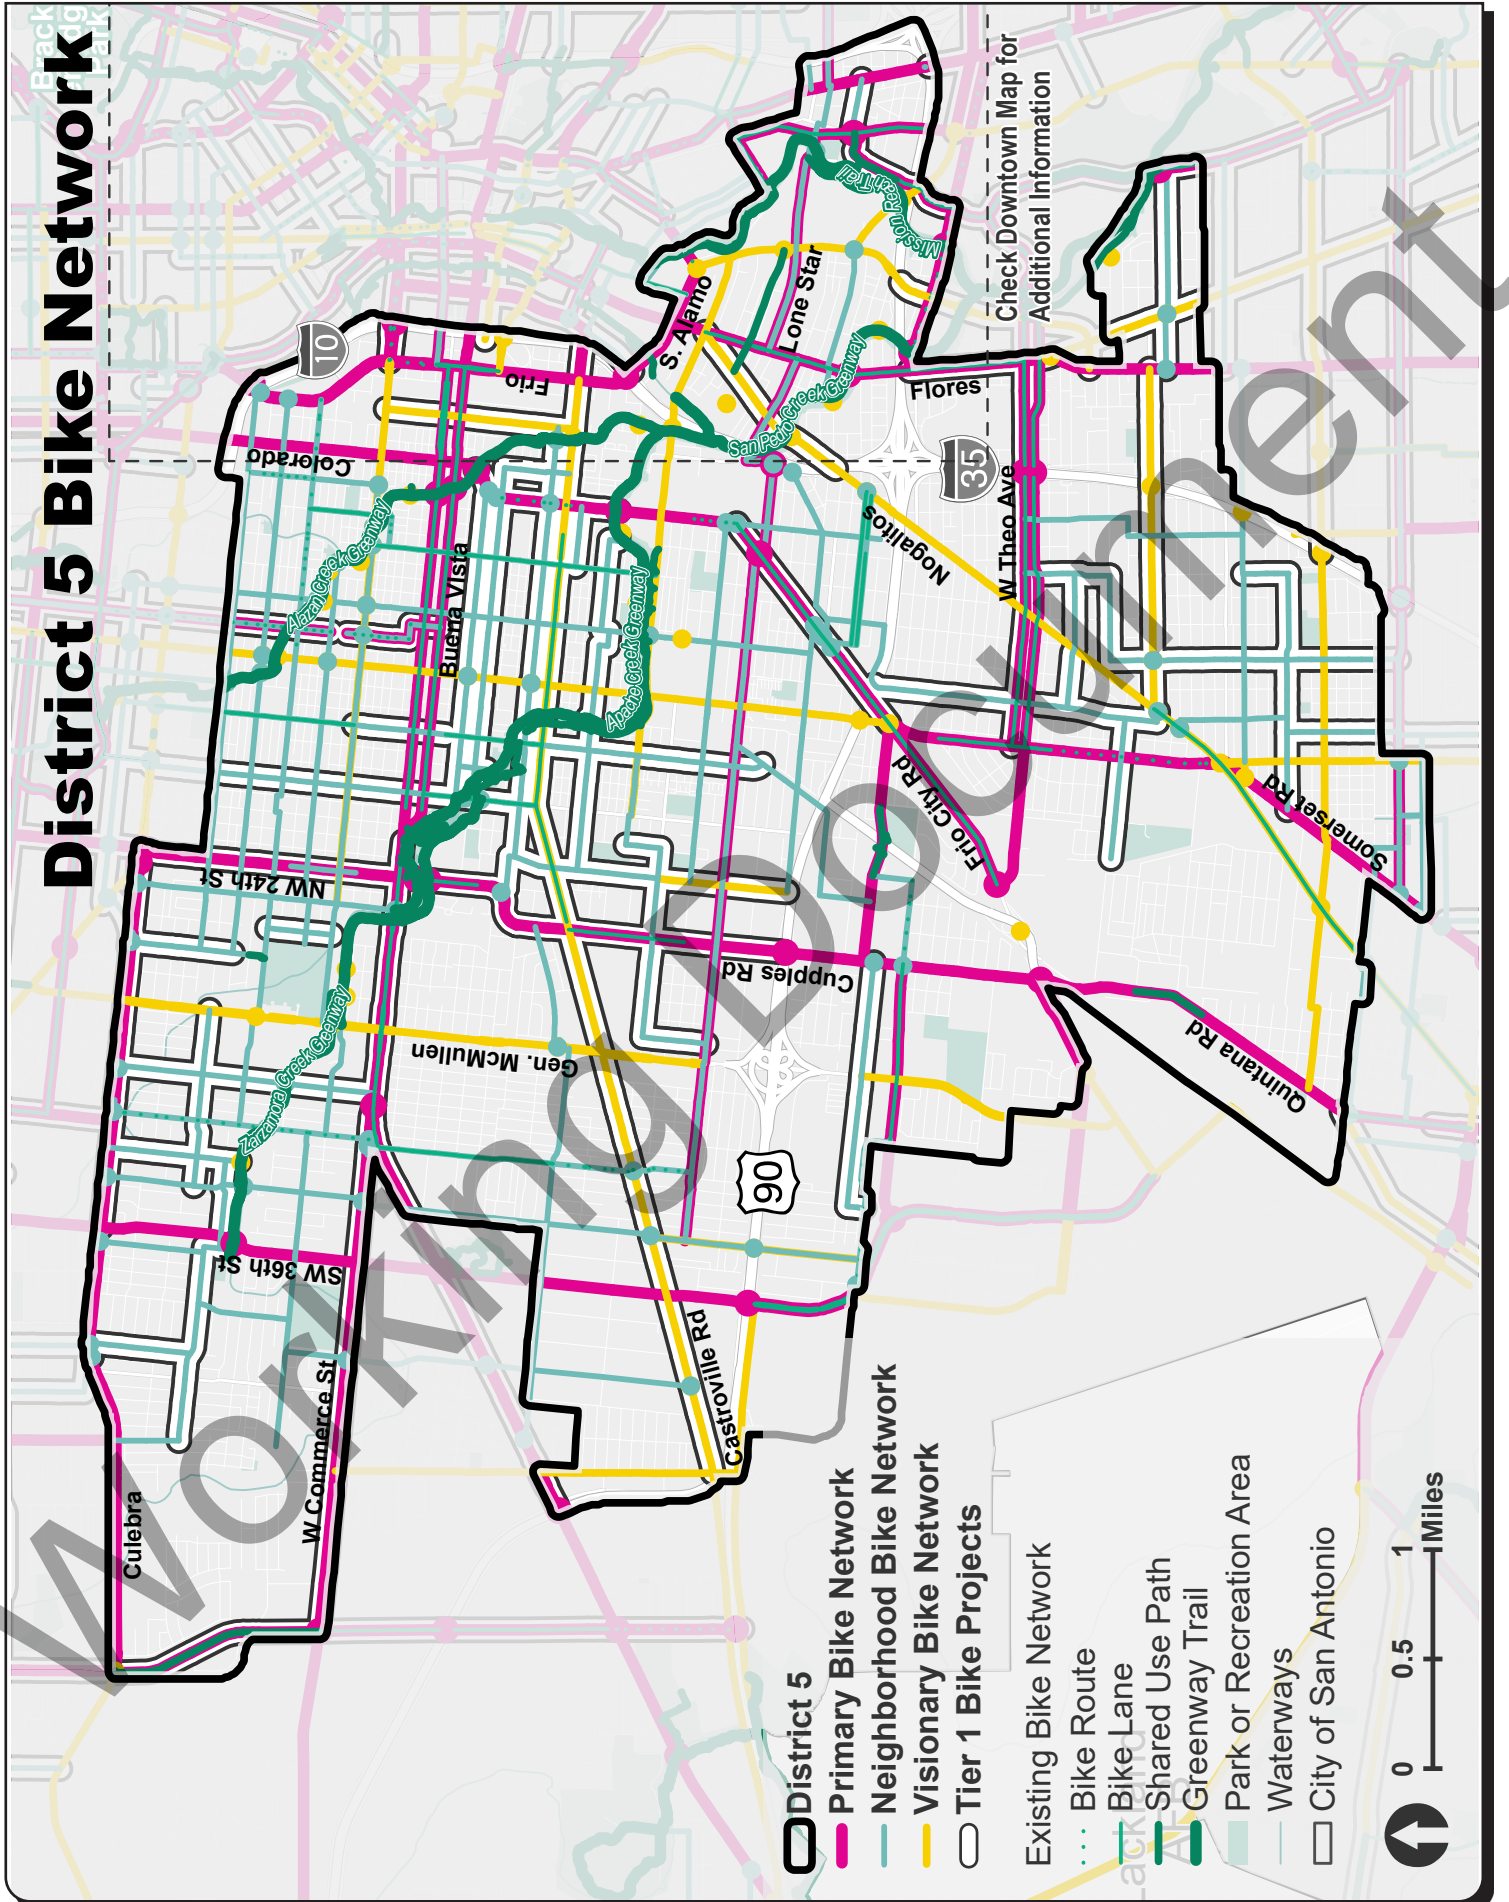 District 5 Bike Network
Brack
Park
10
Colorado
Frio
S. Alamo
Lone Star
Mission Reach Trail
San Pedro Creek Greenway
Flores
Check Downtown Map for
Additional Information
35
W Theo Ave
Nogalitos
Alazan Creek Greenway
Buena Vista
Apache Creek Greenway
NW 24th St
Zarzamora Creek Greenway
Gen. McMullen
Cupples Rd
Frio City Rd
Somerset Rd
Quintana Rd
90
SW 36th St
W Commerce St
Culebra
Castroville Rd
Working Document
District 5
Primary Bike Network
Neighborhood Bike Network
Visionary Bike Network
Tier 1 Bike Projects
Existing Bike Network
Bike Route
Bike Lane
Shared Use Path
Greenway Trail
Park or Recreation Area
Waterways
City of San Antonio
Lackland
AFB
0 0.5 1
Miles